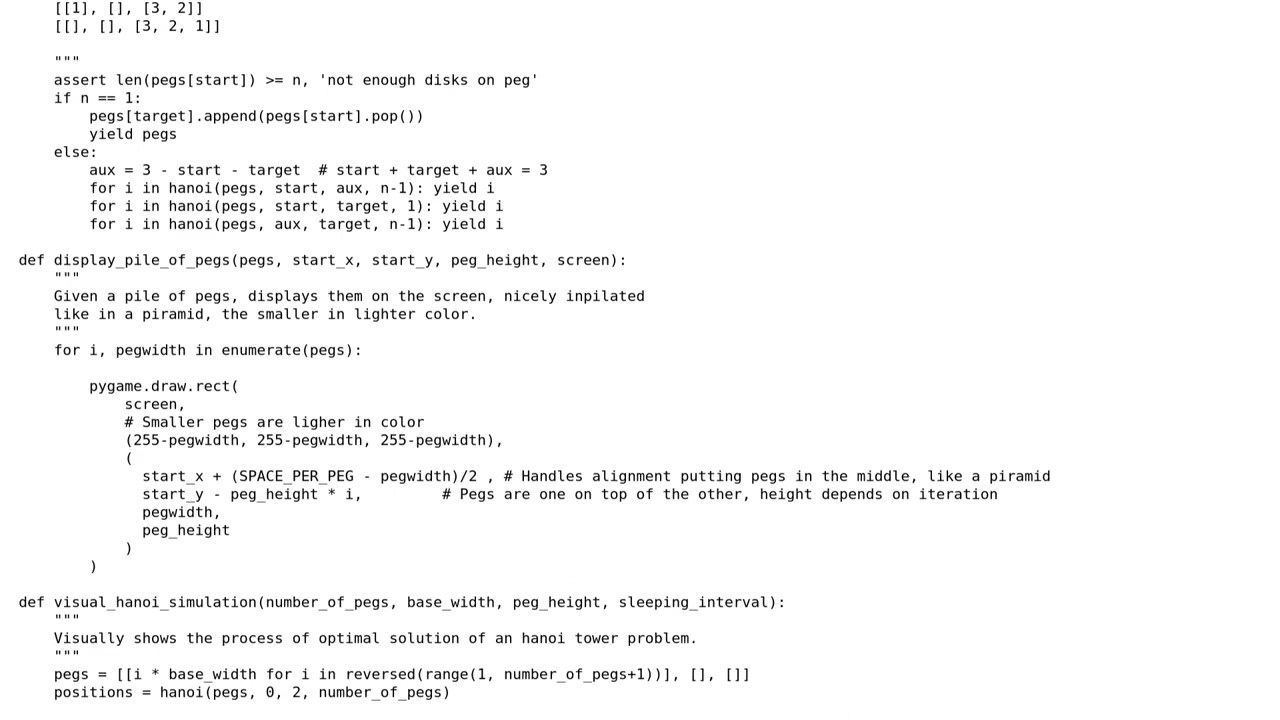 [[1], [], [3, 2]]
    [[], [], [3, 2, 1]]

    """
    assert len(pegs[start]) >= n, 'not enough disks on peg'
    if n == 1:
        pegs[target].append(pegs[start].pop())
        yield pegs
    else:
        aux = 3 - start - target  # start + target + aux = 3
        for i in hanoi(pegs, start, aux, n-1): yield i
        for i in hanoi(pegs, start, target, 1): yield i
        for i in hanoi(pegs, aux, target, n-1): yield i

def display_pile_of_pegs(pegs, start_x, start_y, peg_height, screen):
    """
    Given a pile of pegs, displays them on the screen, nicely inpilated
    like in a piramid, the smaller in lighter color.
    """
    for i, pegwidth in enumerate(pegs):

        pygame.draw.rect(
            screen,
            # Smaller pegs are ligher in color
            (255-pegwidth, 255-pegwidth, 255-pegwidth),
            (
              start_x + (SPACE_PER_PEG - pegwidth)/2 , # Handles alignment putting pegs in the middle, like a piramid
              start_y - peg_height * i,         # Pegs are one on top of the other, height depends on iteration
              pegwidth,
              peg_height
            )
        )

def visual_hanoi_simulation(number_of_pegs, base_width, peg_height, sleeping_interval):
    """
    Visually shows the process of optimal solution of an hanoi tower problem.
    """
    pegs = [[i * base_width for i in reversed(range(1, number_of_pegs+1))], [], []]
    positions = hanoi(pegs, 0, 2, number_of_pegs)